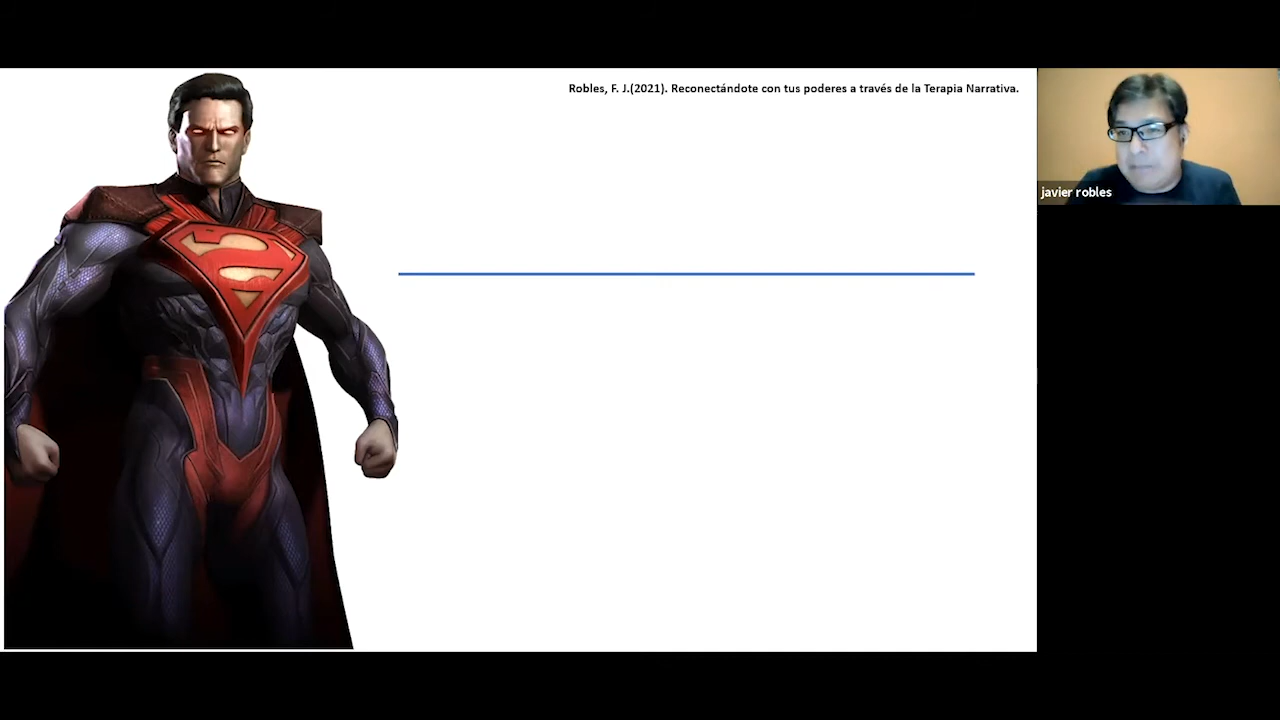 Robles, F. J.(2021). Reconectándote con tus poderes a través de la Terapia Narrativa.
javier robles